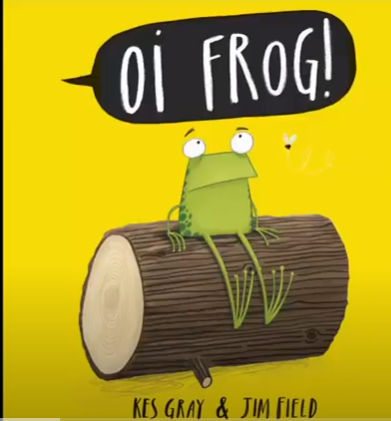 Oi FROG!
KES GRAY & JIM FIELD